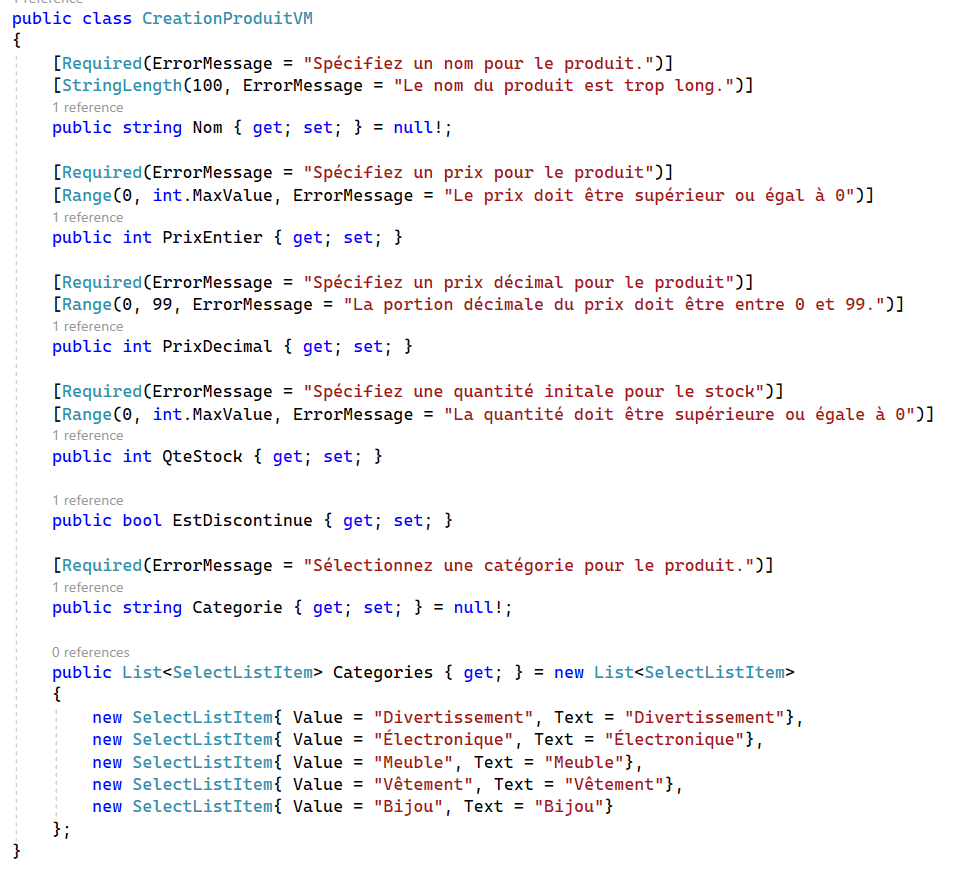 1 reference
public class CreationProduitVM
{
[Required(ErrorMessage = "Spécifiez un nom pour le produit.")]
[StringLength(100, ErrorMessage = "Le nom du produit est trop long.")]
1 reference
public string Nom { get; set; } = null!;
[Required(ErrorMessage = "Spécifiez un prix pour le produit")]
[Range(0, int.MaxValue, ErrorMessage = "Le prix doit être supérieur ou égal à 0")]
1 reference
public int PrixEntier { get; set; }
[Required(ErrorMessage = "Spécifiez un prix décimal pour le produit")]
[Range(0, 99, ErrorMessage = "La portion décimale du prix doit être entre 0 et 99.")]
1 reference
public int PrixDecimal { get; set; }
[Required(ErrorMessage = "Spécifiez une quantité initale pour le stock")]
[Range(0, int.MaxValue, ErrorMessage = "La quantité doit être supérieure ou égale à 0")]
1 reference
public int QteStock { get; set; }
1 reference
public bool EstDiscontinue { get; set; }
[Required(ErrorMessage = "Sélectionnez une catégorie pour le produit.")]
1 reference
public string Categorie { get; set; } = null!;
0 references
public List<SelectListItem> Categories { get; } = new List<SelectListItem>
{
new SelectListItem{ Value = "Divertissement", Text = "Divertissement"},
new SelectListItem{ Value = "Électronique", Text = "Électronique"},
new SelectListItem{ Value = "Meuble", Text = "Meuble"},
new SelectListItem{ Value = "Vêtement", Text = "Vêtement"},
new SelectListItem{ Value = "Bijou", Text = "Bijou"}
};
}